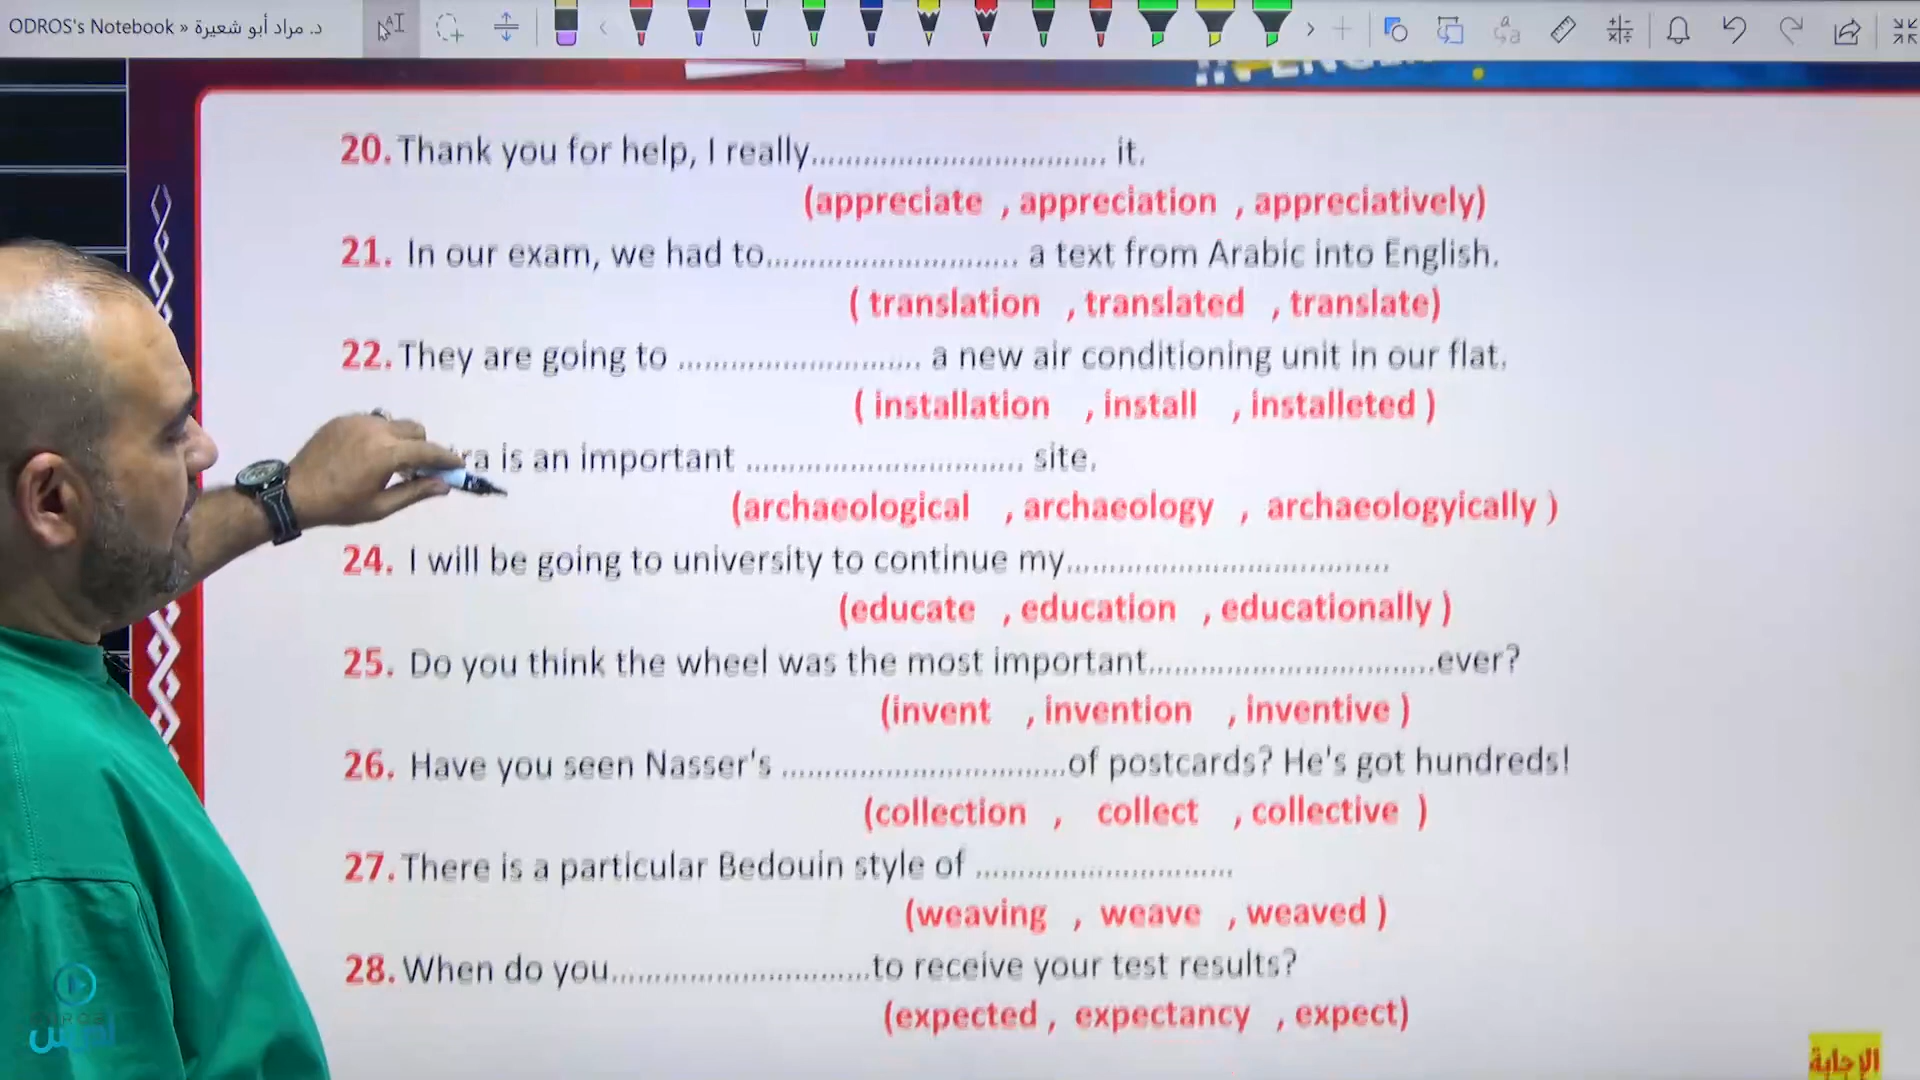 ODROS's Notebook » د. مراد أبو شعيرة
20. Thank you for help, I really.................................. it.
(appreciate , appreciation , appreciatively)
21. In our exam, we had to............................. a text from Arabic into English.
( translation , translated , translate)
22. They are going to ............................ a new air conditioning unit in our flat.
( installation , install , installeted )
is an important ................................ site.
(archaeological , archaeology , archaeologyically )
24. I will be going to university to continue my.....................................
(educate , education , educationally )
25. Do you think the wheel was the most important.................................ever?
(invent , invention , inventive )
26. Have you seen Nasser's .................................of postcards? He's got hundreds!
(collection , collect , collective )
27. There is a particular Bedouin style of ..............................
(weaving , weave , weaved )
28. When do you..............................to receive your test results?
(expected , expectancy , expect)
الإجابة